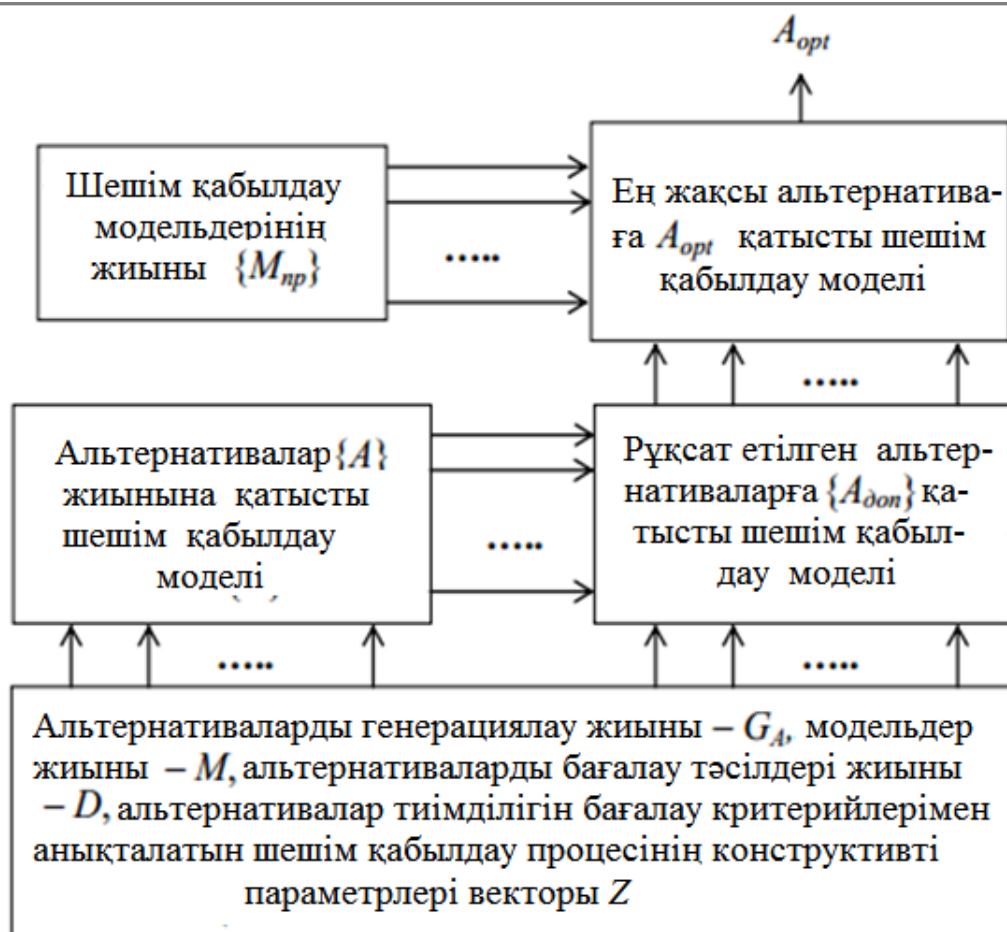 A_opt
Шешім қабылдау
модельдерінің
жиыны {M_пр}
.....
Ең жақсы альтернатива-
ға A_opt қатысты шешім
қабылдау моделі
.....
Альтернативалар {A}
жиынына қатысты
шешім қабылдау
моделі
.....
Рұқсат етілген альтер-
нативаларға {A_доп} қа-
тысты шешім қабыл-
дау моделі
.....
.....
Альтернативаларды генерациялау жиыны – G_A, модельдер
жиыны – M, альтернативаларды бағалау тәсілдері жиыны
– D, альтернативалар тиімділігін бағалау критерийлерімен
анықталатын шешім қабылдау процесінің конструктивті
параметрлері векторы Z